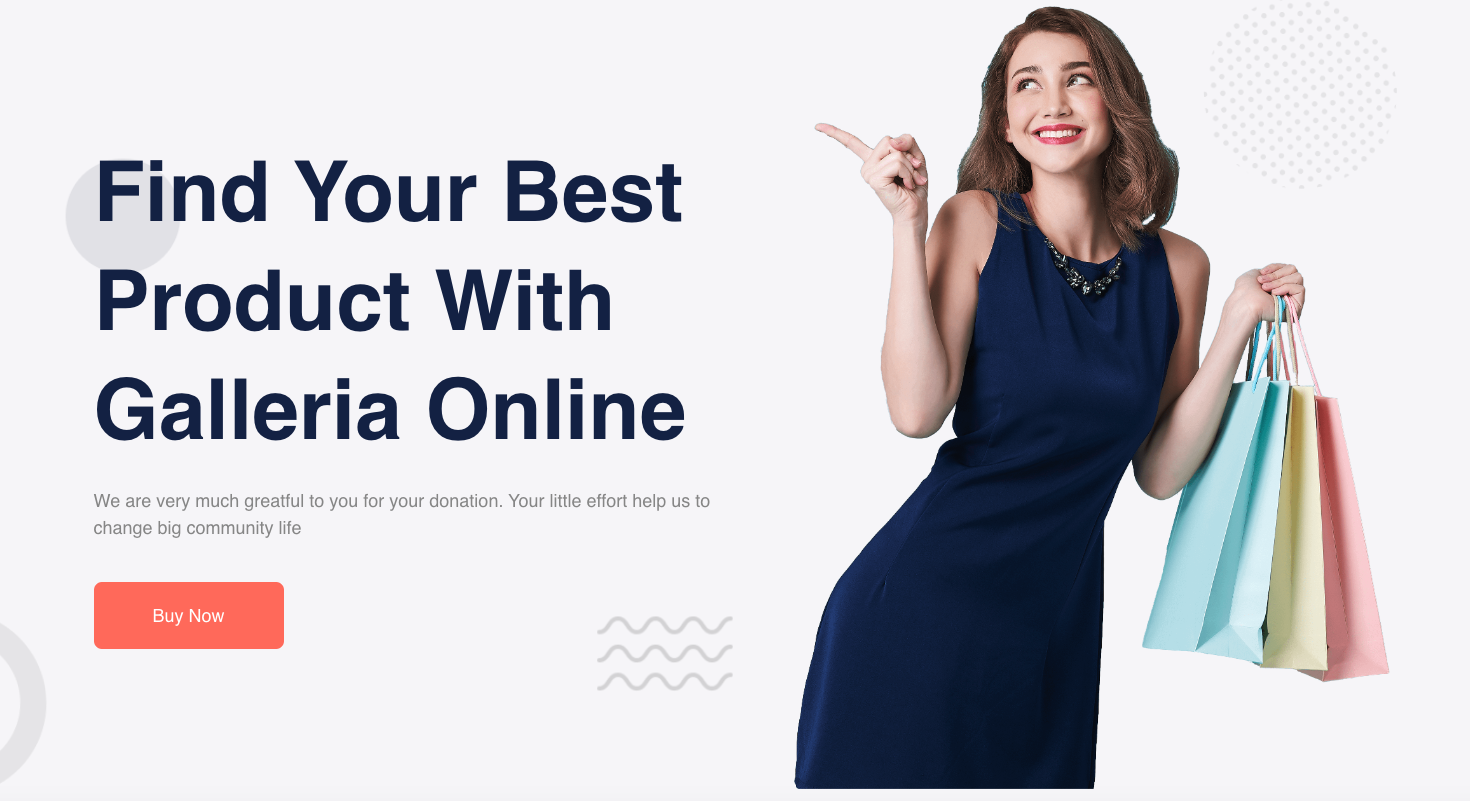 Find Your Best
Product With
Galleria Online
We are very much greatful to you for your donation. Your little effort help us to
change big community life
Buy Now